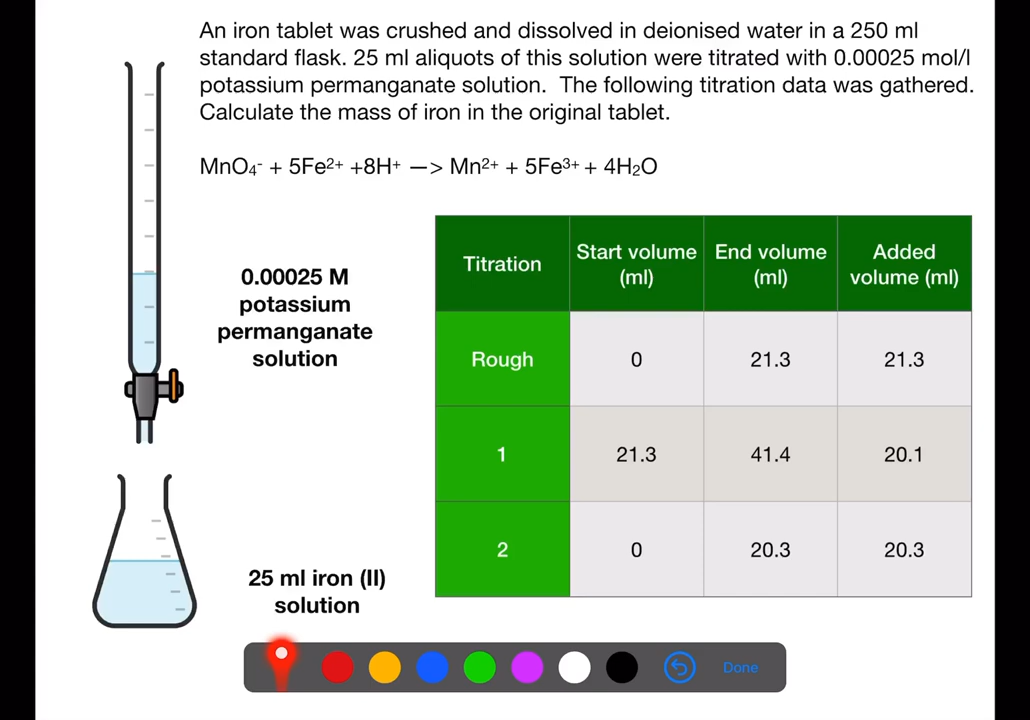 An iron tablet was crushed and dissolved in deionised water in a 250 ml
standard flask. 25 ml aliquots of this solution were titrated with 0.00025 mol/l
potassium permanganate solution. The following titration data was gathered.
Calculate the mass of iron in the original tablet.
MnO₄⁻ + 5Fe²⁺ +8H⁺ —> Mn²⁺ + 5Fe³⁺ + 4H₂O
0.00025 M
potassium
permanganate
solution
Titration Start volume (ml) End volume (ml) Added volume (ml)
Rough 0 21.3 21.3
1 21.3 41.4 20.1
2 0 20.3 20.3
25 ml iron (II)
solution
Done